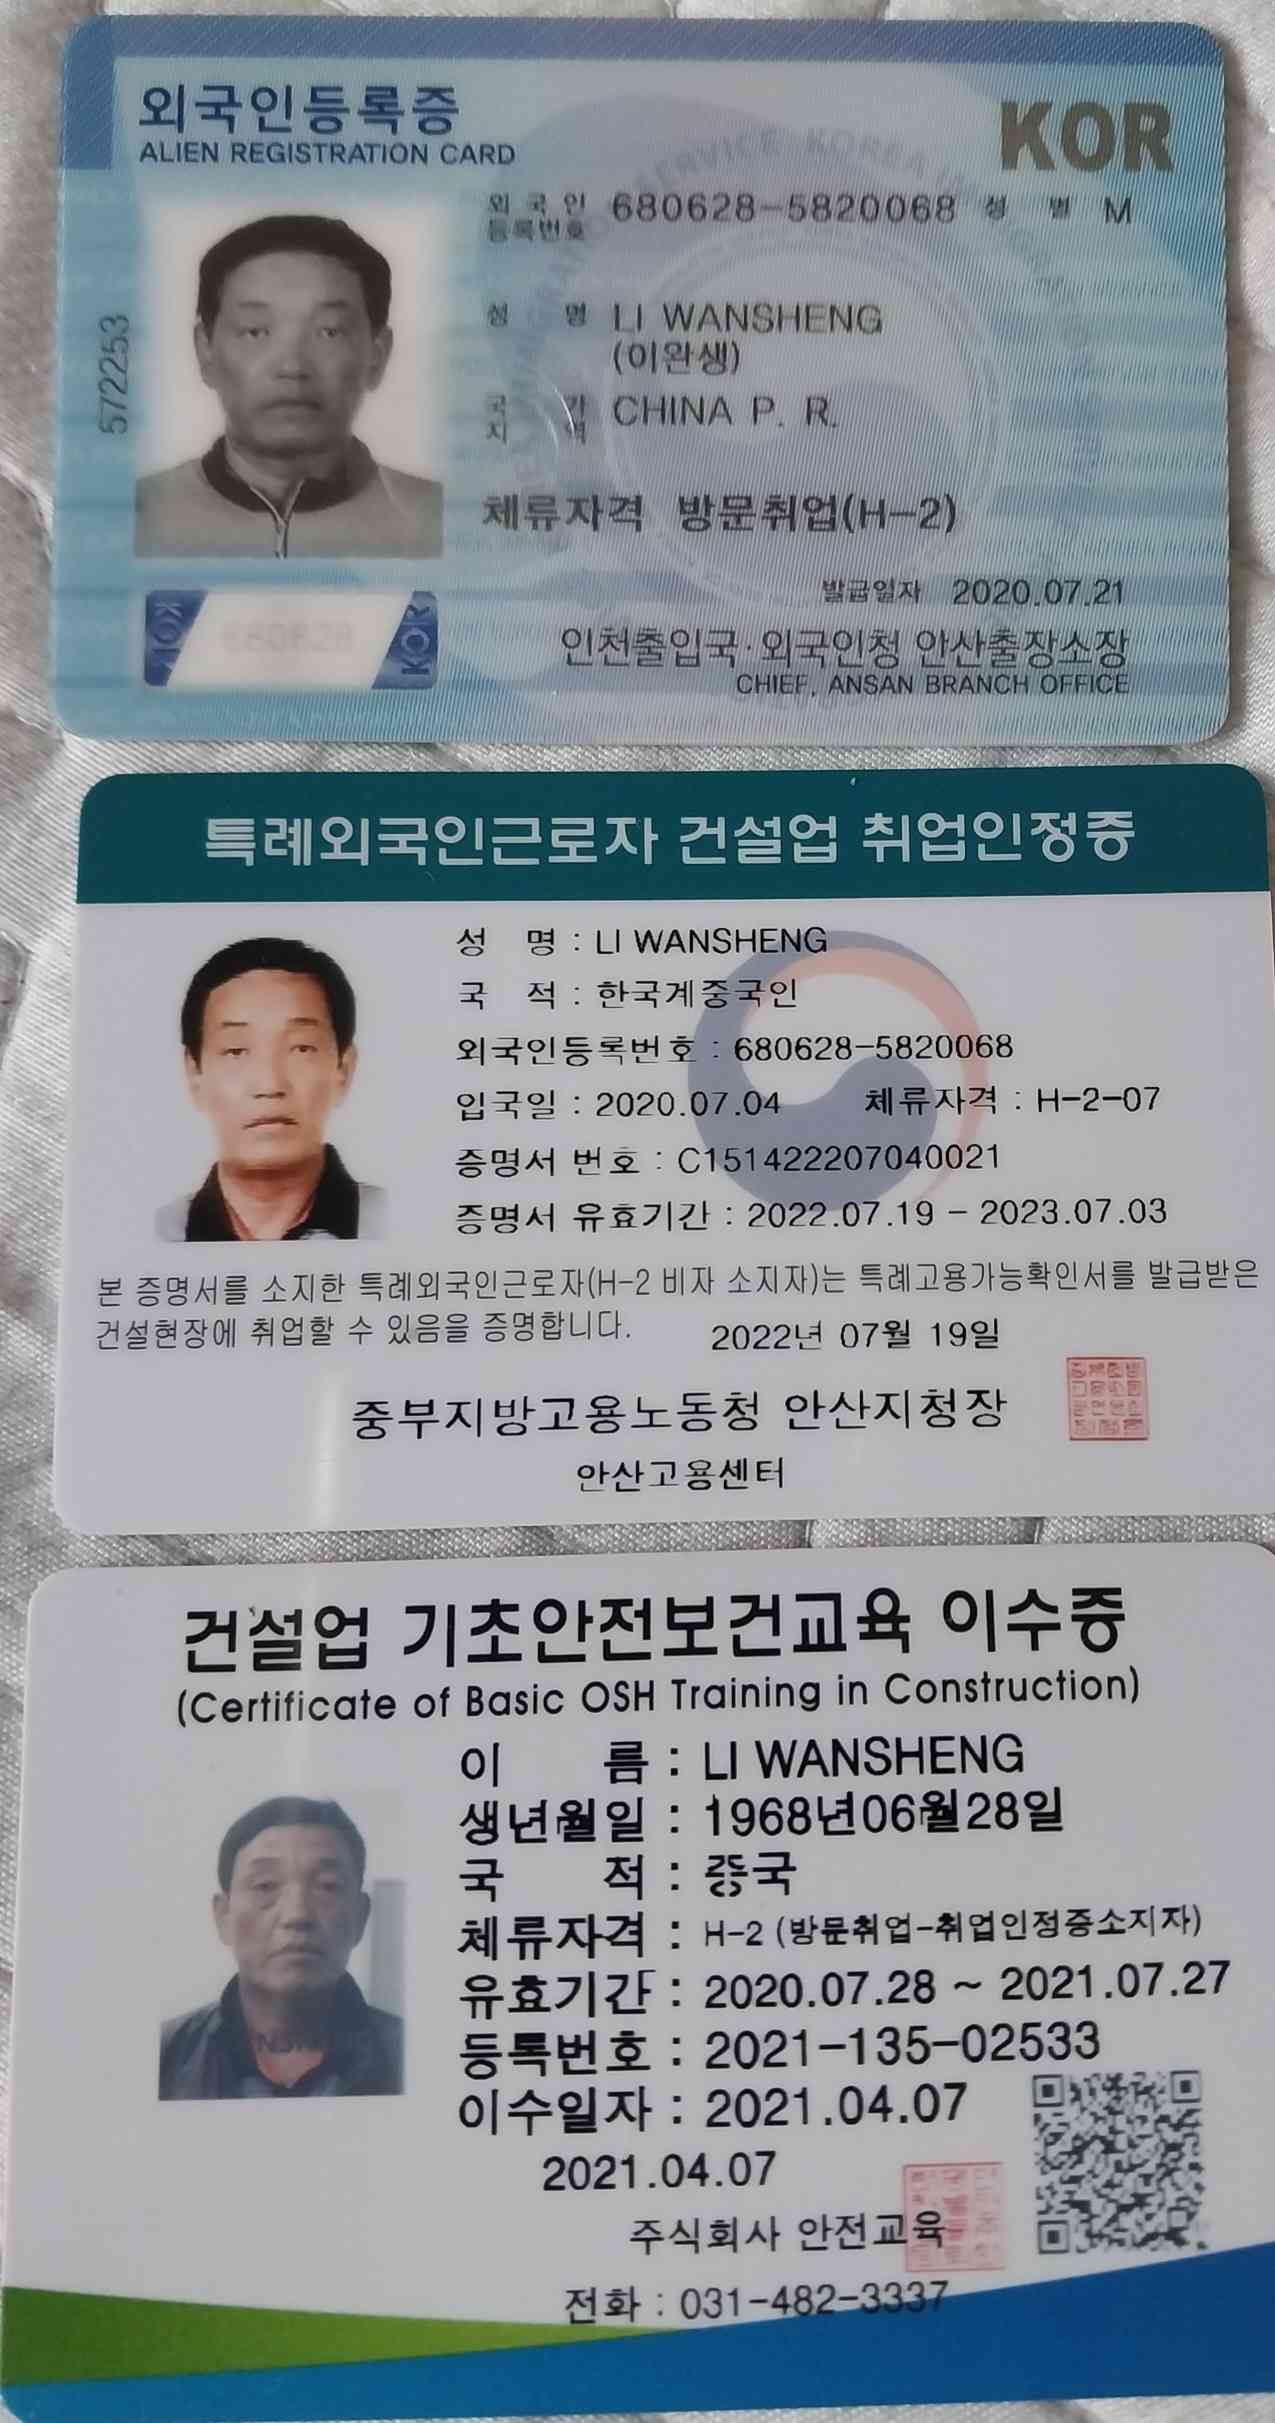 외국인등록증
ALIEN REGISTRATION CARD
KOR
외국인등록번호 680628-5820068 성별 M
성명 LI WANSHENG
(이완생)
국가지역 CHINA P. R.
체류자격 방문취업(H-2)
572253
KOR 680628 KOR
발급일자 2020.07.21
인천출입국·외국인청 안산출장소장
CHIEF, ANSAN BRANCH OFFICE
특례외국인근로자 건설업 취업인정증
성 명 : LI WANSHENG
국 적 : 한국계중국인
외국인등록번호 : 680628-5820068
입국일 : 2020.07.04 체류자격 : H-2-07
증명서 번호 : C151422207040021
증명서 유효기간 : 2022.07.19 - 2023.07.03
본 증명서를 소지한 특례외국인근로자(H-2 비자 소지자)는 특례고용가능확인서를 발급받은
건설현장에 취업할 수 있음을 증명합니다. 2022년 07월 19일
중부지방고용노동청 안산지청장
안산고용센터
건설업 기초안전보건교육 이수증
(Certificate of Basic OSH Training in Construction)
이 름 : LI WANSHENG
생년월일 : 1968년06월28일
국 적 : 중국
체류자격 : H-2 (방문취업-취업인정증소지자)
유효기간 : 2020.07.28 ~ 2021.07.27
등록번호 : 2021-135-02533
이수일자 : 2021.04.07
2021.04.07
주식회사 안전교육
전화 : 031-482-3337